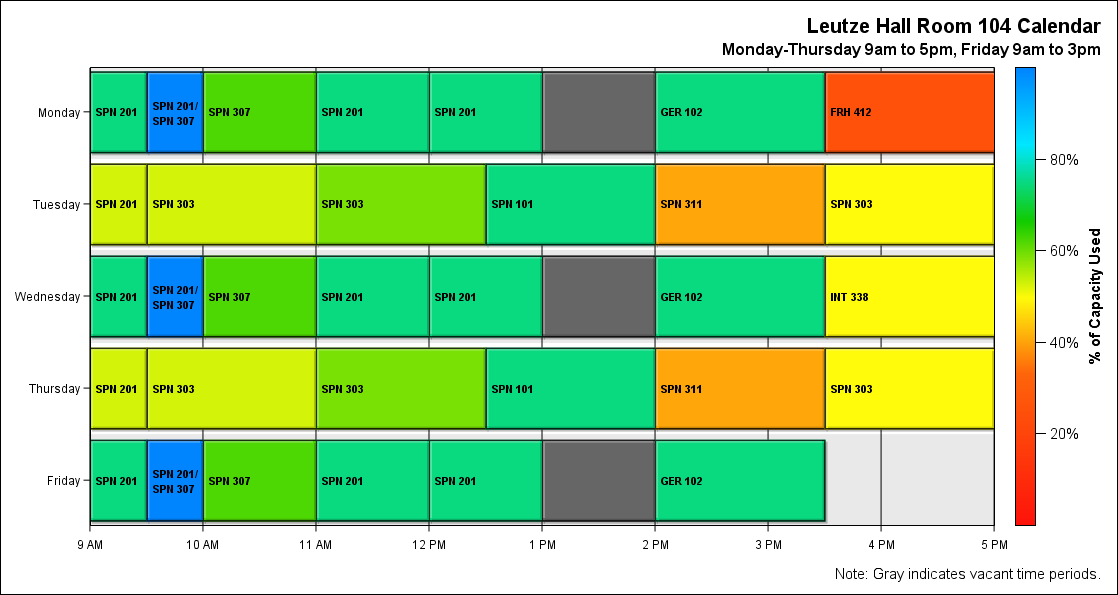 Leutze Hall Room 104 Calendar
Monday-Thursday 9am to 5pm, Friday 9am to 3pm
Monday
SPN 201
SPN 201/
SPN 307
SPN 307
SPN 201
SPN 201
GER 102
FRH 412
Tuesday
SPN 201
SPN 303
SPN 303
SPN 101
SPN 311
SPN 303
Wednesday
SPN 201
SPN 201/
SPN 307
SPN 307
SPN 201
SPN 201
GER 102
INT 338
Thursday
SPN 201
SPN 303
SPN 303
SPN 101
SPN 311
SPN 303
Friday
SPN 201
SPN 201/
SPN 307
SPN 307
SPN 201
SPN 201
GER 102
9 AM
10 AM
11 AM
12 PM
1 PM
2 PM
3 PM
4 PM
5 PM
80%
60%
40%
20%
% of Capacity Used
Note: Gray indicates vacant time periods.